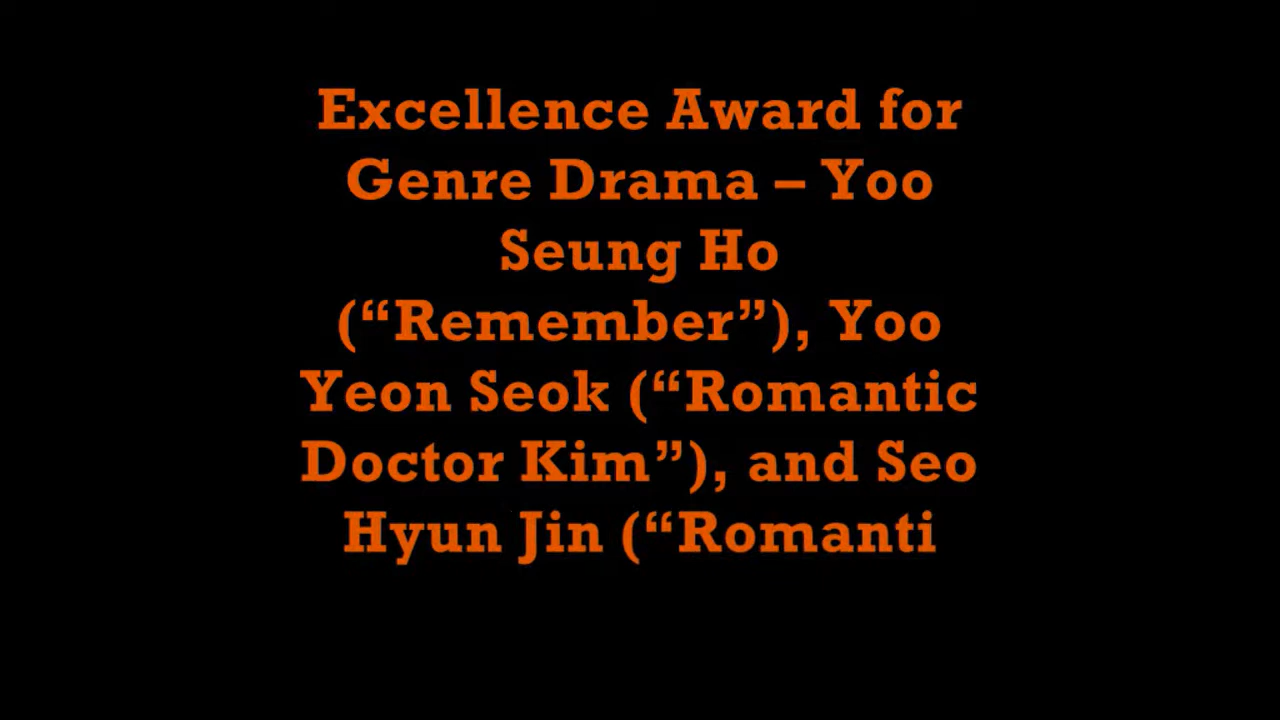 Excellence Award for
Genre Drama – Yoo
Seung Ho
(“Remember”), Yoo
Yeon Seok (“Romantic
Doctor Kim”), and Seo
Hyun Jin (“Romanti